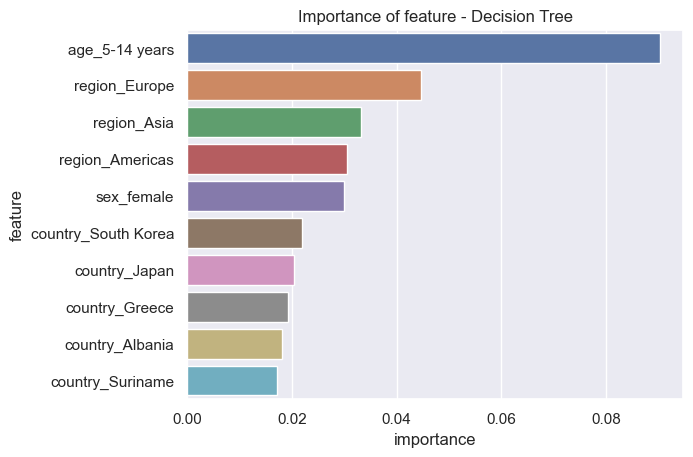 Importance of feature - Decision Tree
feature
age_5-14 years
region_Europe
region_Asia
region_Americas
sex_female
country_South Korea
country_Japan
country_Greece
country_Albania
country_Suriname
0.00 0.02 0.04 0.06 0.08
importance